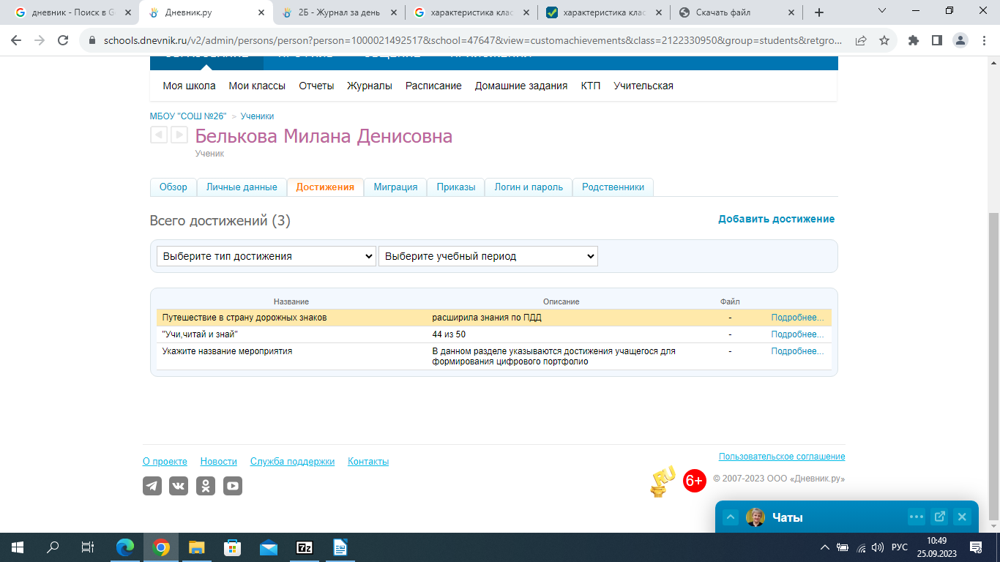 дневник - Поиск в G
Дневник.ру
2Б - Журнал за день
характеристика клас
характеристика клас
Скачать файл
schools.dnevnik.ru/v2/admin/persons/person?person=1000021492517&school=47647&view=customachievements&class=2122330950&group=students&retgro...
Моя школа Мои классы Отчеты Журналы Расписание Домашние задания КТП Учительская
МБОУ "СОШ №26" > Ученики
Белькова Милана Денисовна
Ученик
Обзор Личные данные Достижения Миграция Приказы Логин и пароль Родственники
Всего достижений (3)
Добавить достижение
Выберите тип достижения Выберите учебный период
Название Описание Файл
Путешествие в страну дорожных знаков расширила знания по ПДД - Подробнее...
"Учи,читай и знай" 44 из 50 - Подробнее...
Укажите название мероприятия В данном разделе указываются достижения учащегося для - Подробнее...
формирования цифрового портфолио
О проекте Новости Служба поддержки Контакты
Пользовательское соглашение
RU 6+ © 2007-2023 ООО «Дневник.ру»
Чаты
7z
РУС
10:49
25.09.2023